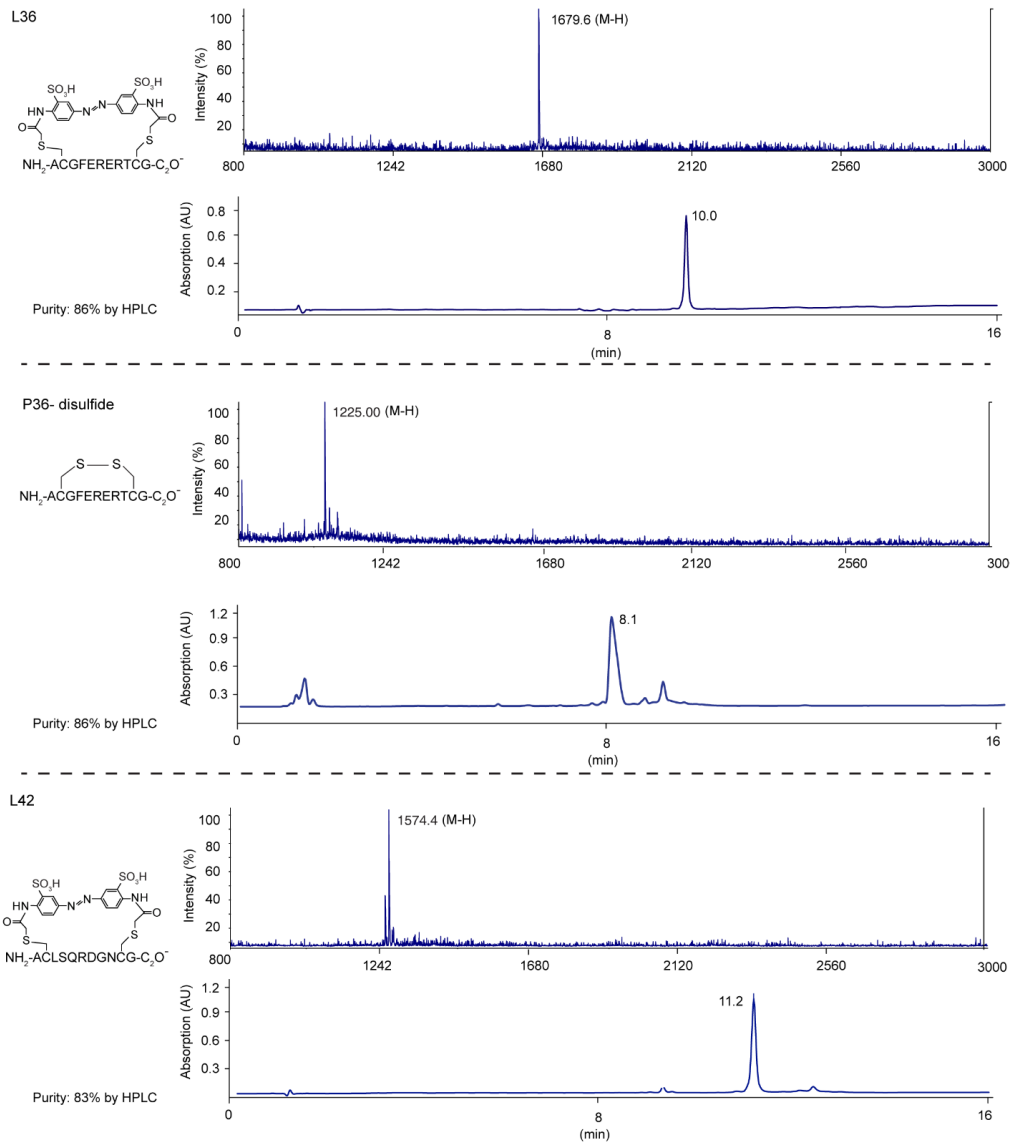 L36
1679.6 (M-H)
Intensity (%)
100
80
60
40
20
SO3H
SO3H
HN
N=N
NH
O
O
S
S
NH2-ACGFERERTCG-C2O-
800 1242 1680 2120 2560 3000
Absorption (AU)
0.8
0.6
0.4
0.2
10.0
Purity: 86% by HPLC
0 8 16
(min)
P36- disulfide
1225.00 (M-H)
Intensity (%)
100
80
60
40
20
S S
NH2-ACGFERERTCG-C2O-
800 1242 1680 2120 2560 300
Absorption (AU)
1.2
0.9
0.6
0.3
8.1
Purity: 86% by HPLC
0 8 16
(min)
L42
1574.4 (M-H)
Intensity (%)
100
80
60
40
20
SO3H
SO3H
HN
N=N
NH
O
O
S
S
NH2-ACLSQRDGNCG-C2O-
800 1242 1680 2120 2560 3000
Absorption (AU)
1.2
0.9
0.6
0.3
11.2
Purity: 83% by HPLC
0 8 16
(min)